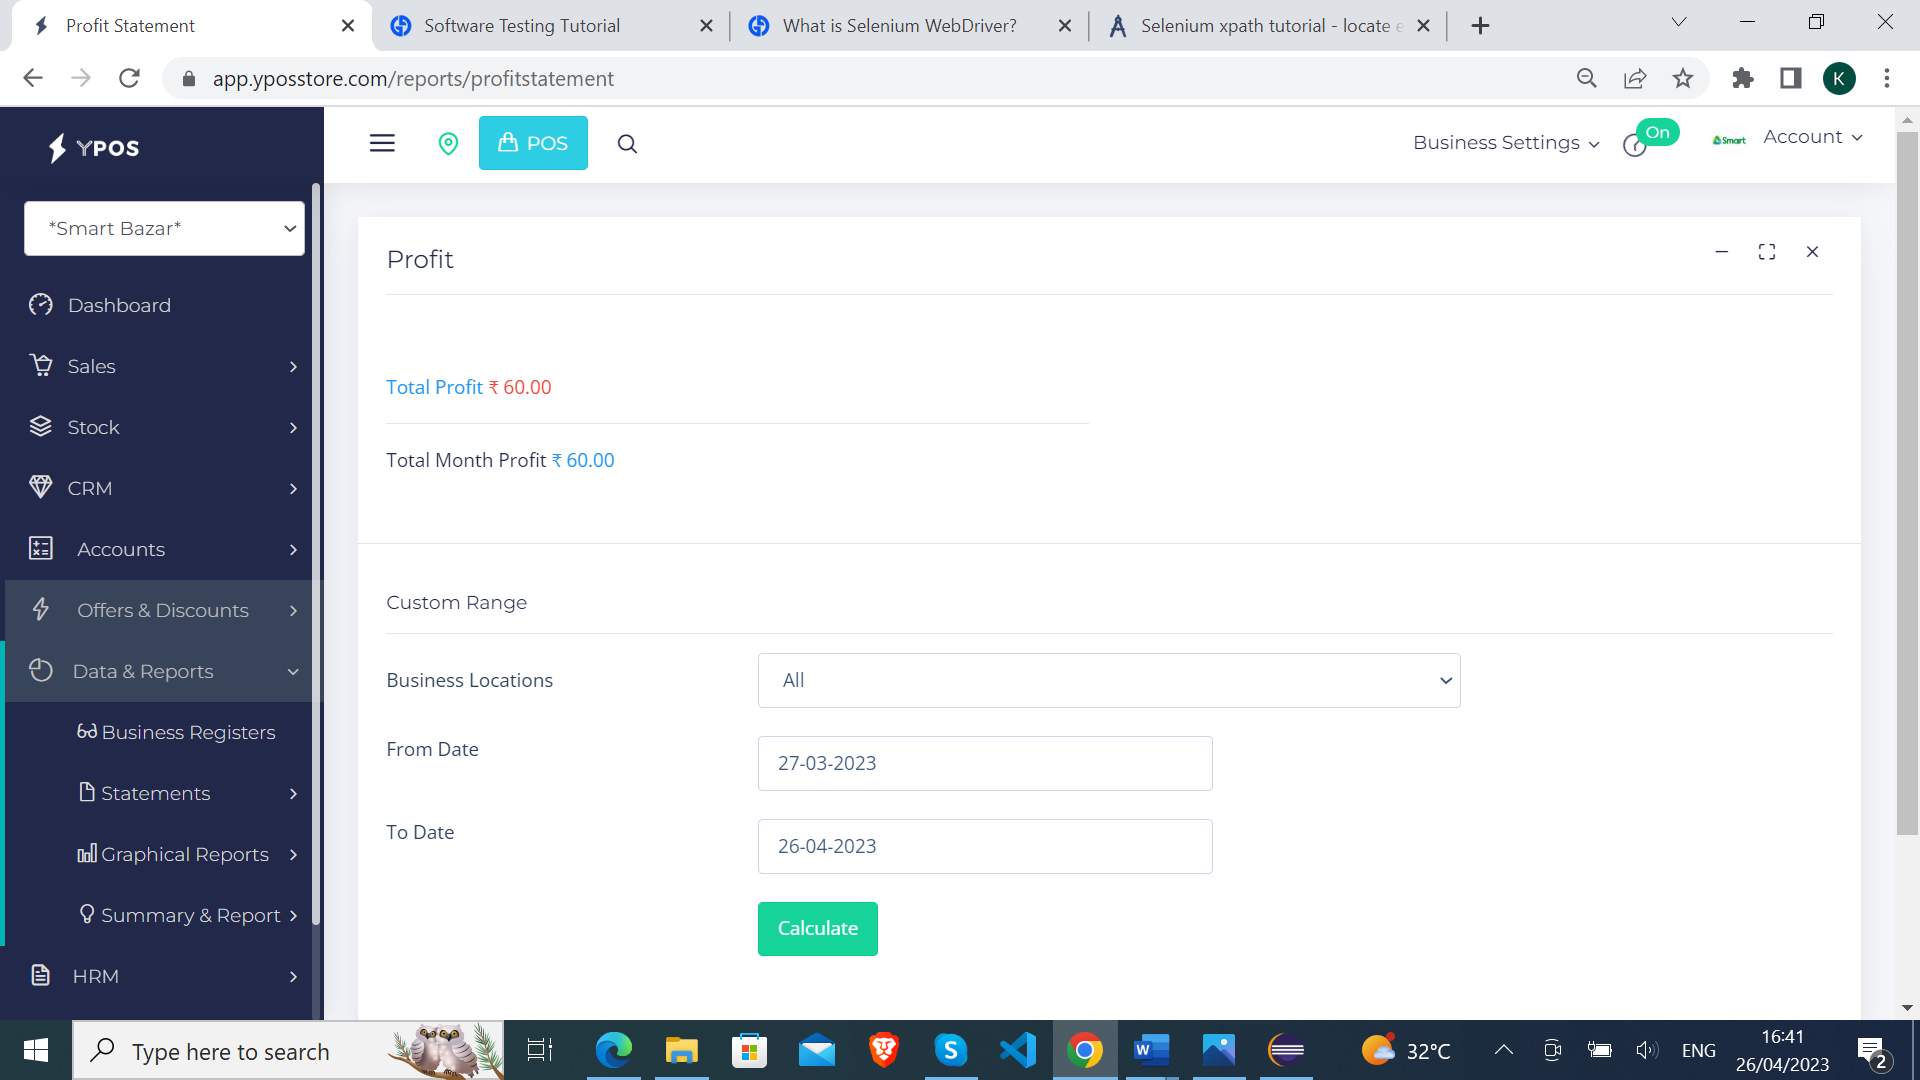 Profit Statement
Software Testing Tutorial
What is Selenium WebDriver?
Selenium xpath tutorial - locate e
app.yposstore.com/reports/profitstatement
K
YPOS
POS
Business Settings
On
Smart
Account
*Smart Bazar*
Dashboard
Sales
Stock
CRM
Accounts
Offers & Discounts
Data & Reports
Business Registers
Statements
Graphical Reports
Summary & Report
HRM
Profit
Total Profit ₹ 60.00
Total Month Profit ₹ 60.00
Custom Range
Business Locations
All
From Date
27-03-2023
To Date
26-04-2023
Calculate
Type here to search
32°C
ENG
16:41
26/04/2023
2